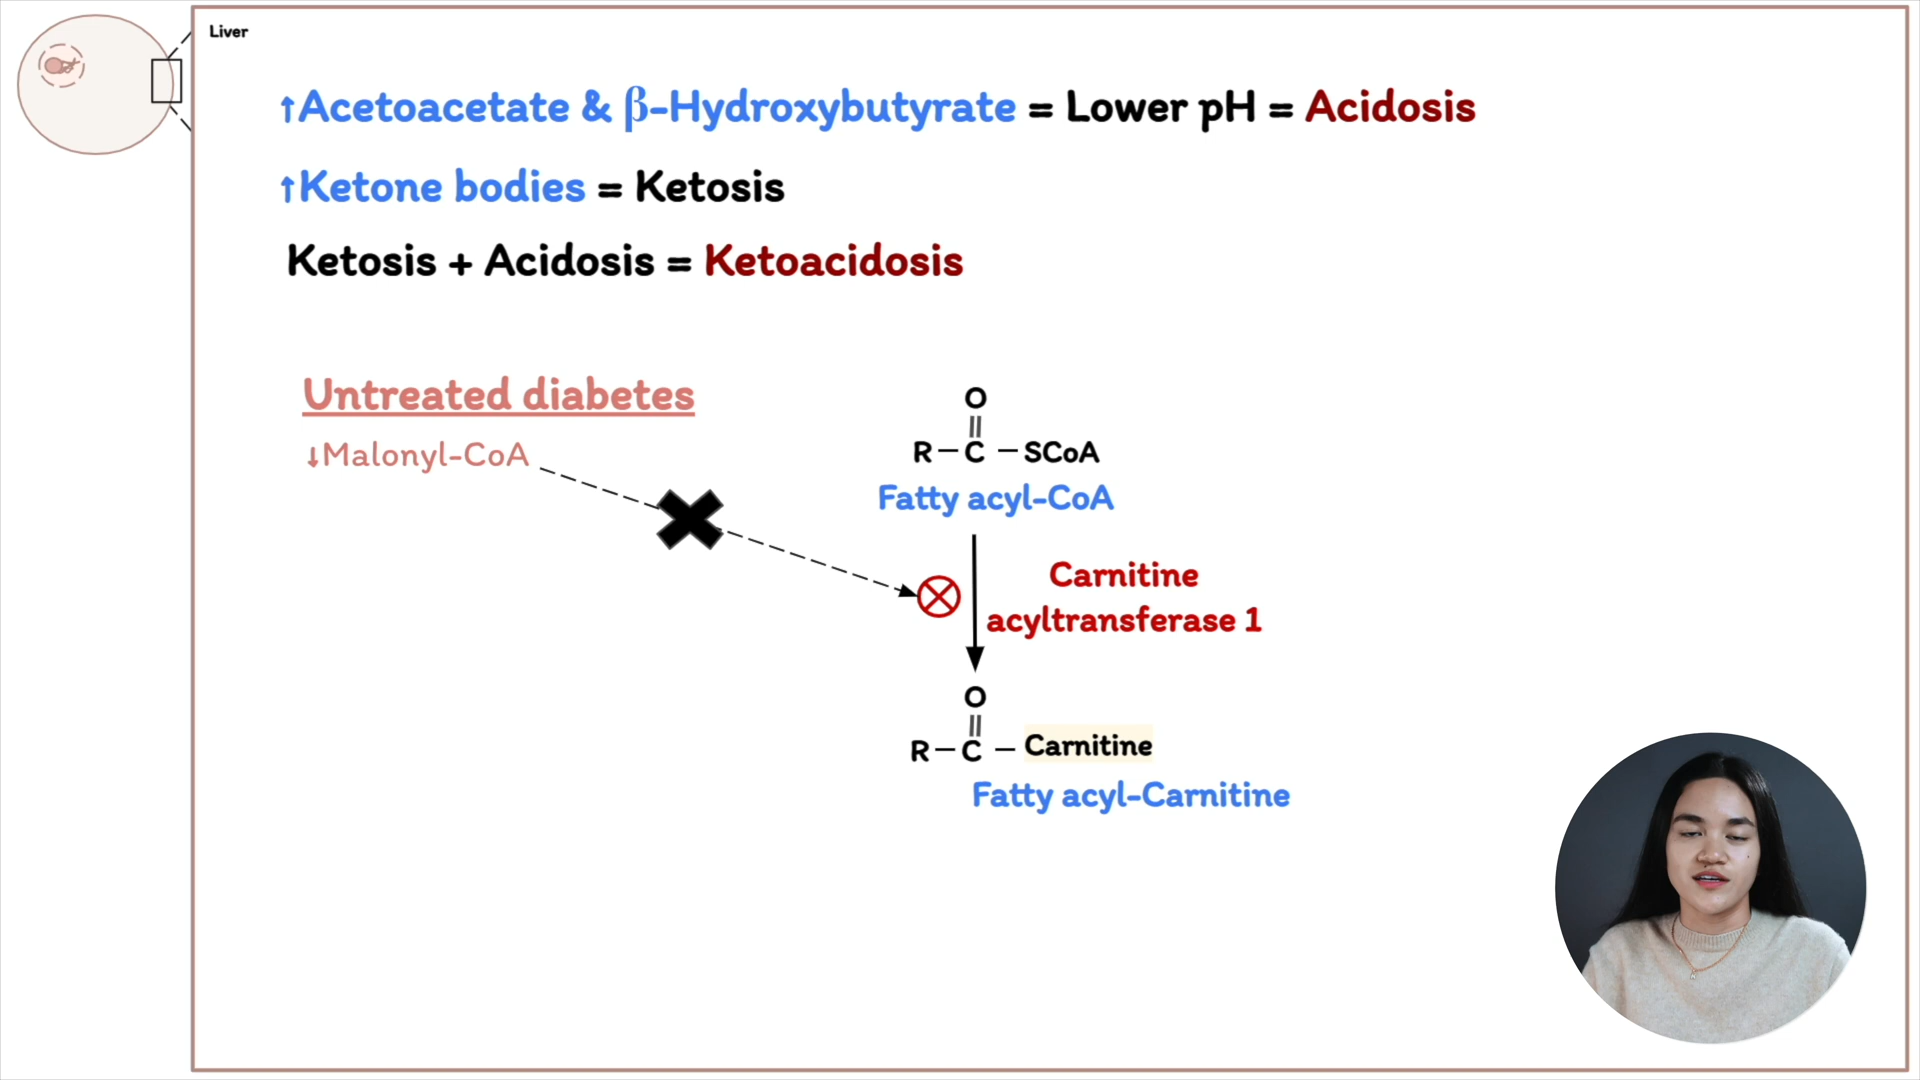 Liver
↑Acetoacetate & β-Hydroxybutyrate = Lower pH = Acidosis
↑Ketone bodies = Ketosis
Ketosis + Acidosis = Ketoacidosis
Untreated diabetes
↓Malonyl-CoA
O
R – C – SCoA
Fatty acyl-CoA
Carnitine
acyltransferase 1
O
R – C – Carnitine
Fatty acyl-Carnitine